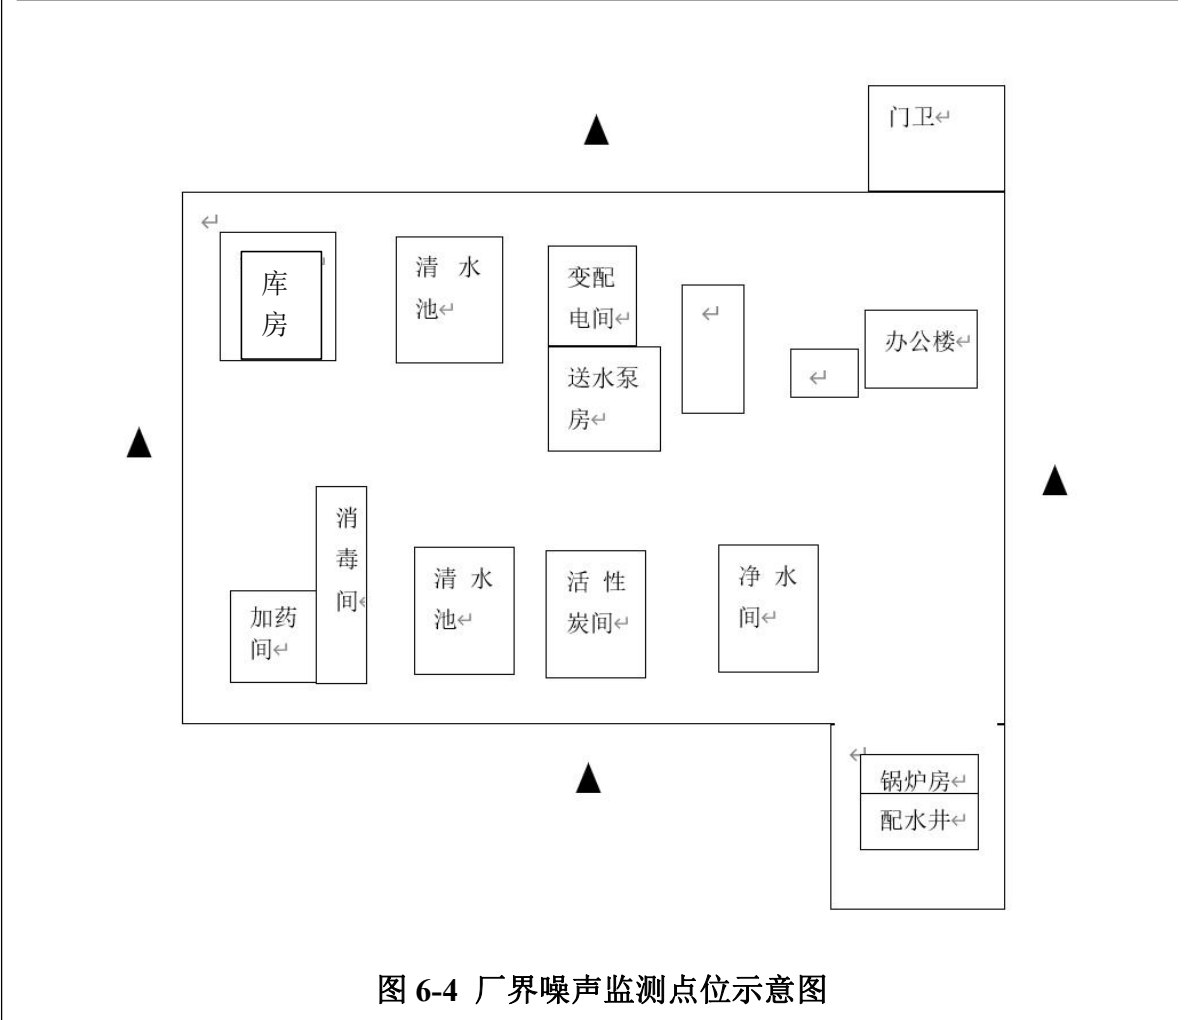 门卫
库
房
清 水
池
变配
电间
送水泵
房
办公楼
消
毒
间
加药
间
清 水
池
活 性
炭间
净 水
间
锅炉房
配水井
图 6-4 厂界噪声监测点位示意图